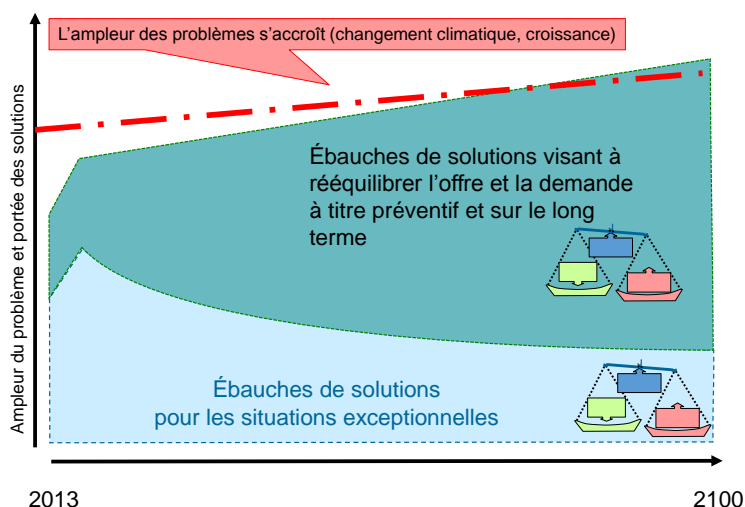 L'ampleur des problèmes s'accroît (changement climatique, croissance)
Ampleur du problème et portée des solutions
Ébauches de solutions visant à
rééquilibrer l'offre et la demande
à titre préventif et sur le long
terme
Ébauches de solutions
pour les situations exceptionnelles
2013
2100